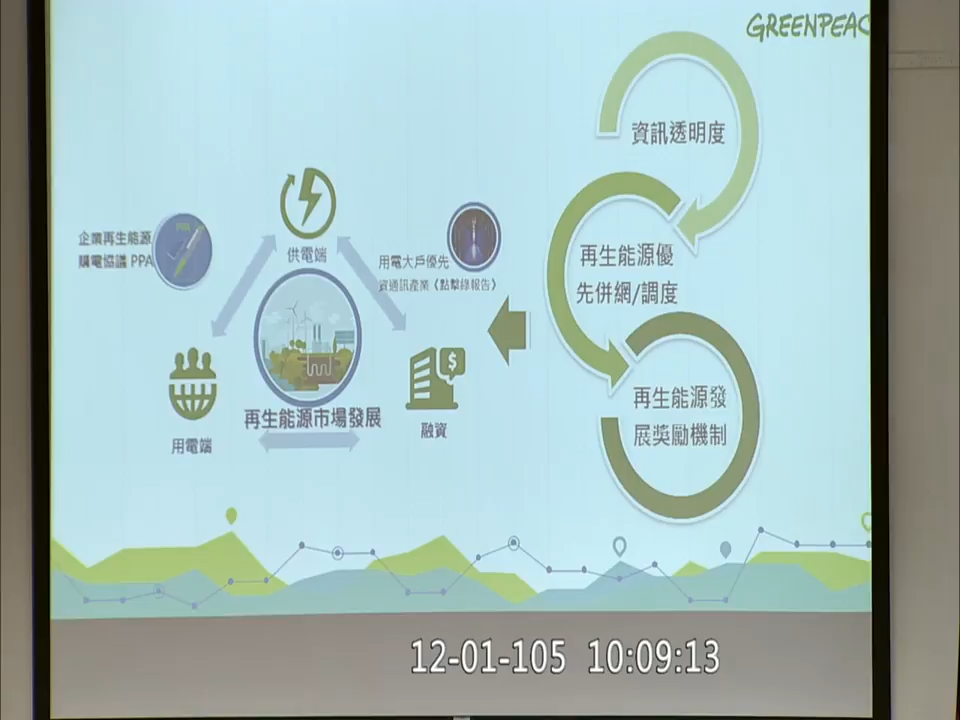 GREENPEAC
資訊透明度
再生能源優
先併網/調度
再生能源發
展獎勵機制
企業再生能源
購電協議 PPA
供電端
用電大戶優先
資通訊產業《點擊綠報告》
再生能源市場發展
用電端
融資
$
12-01-105 10:09:13